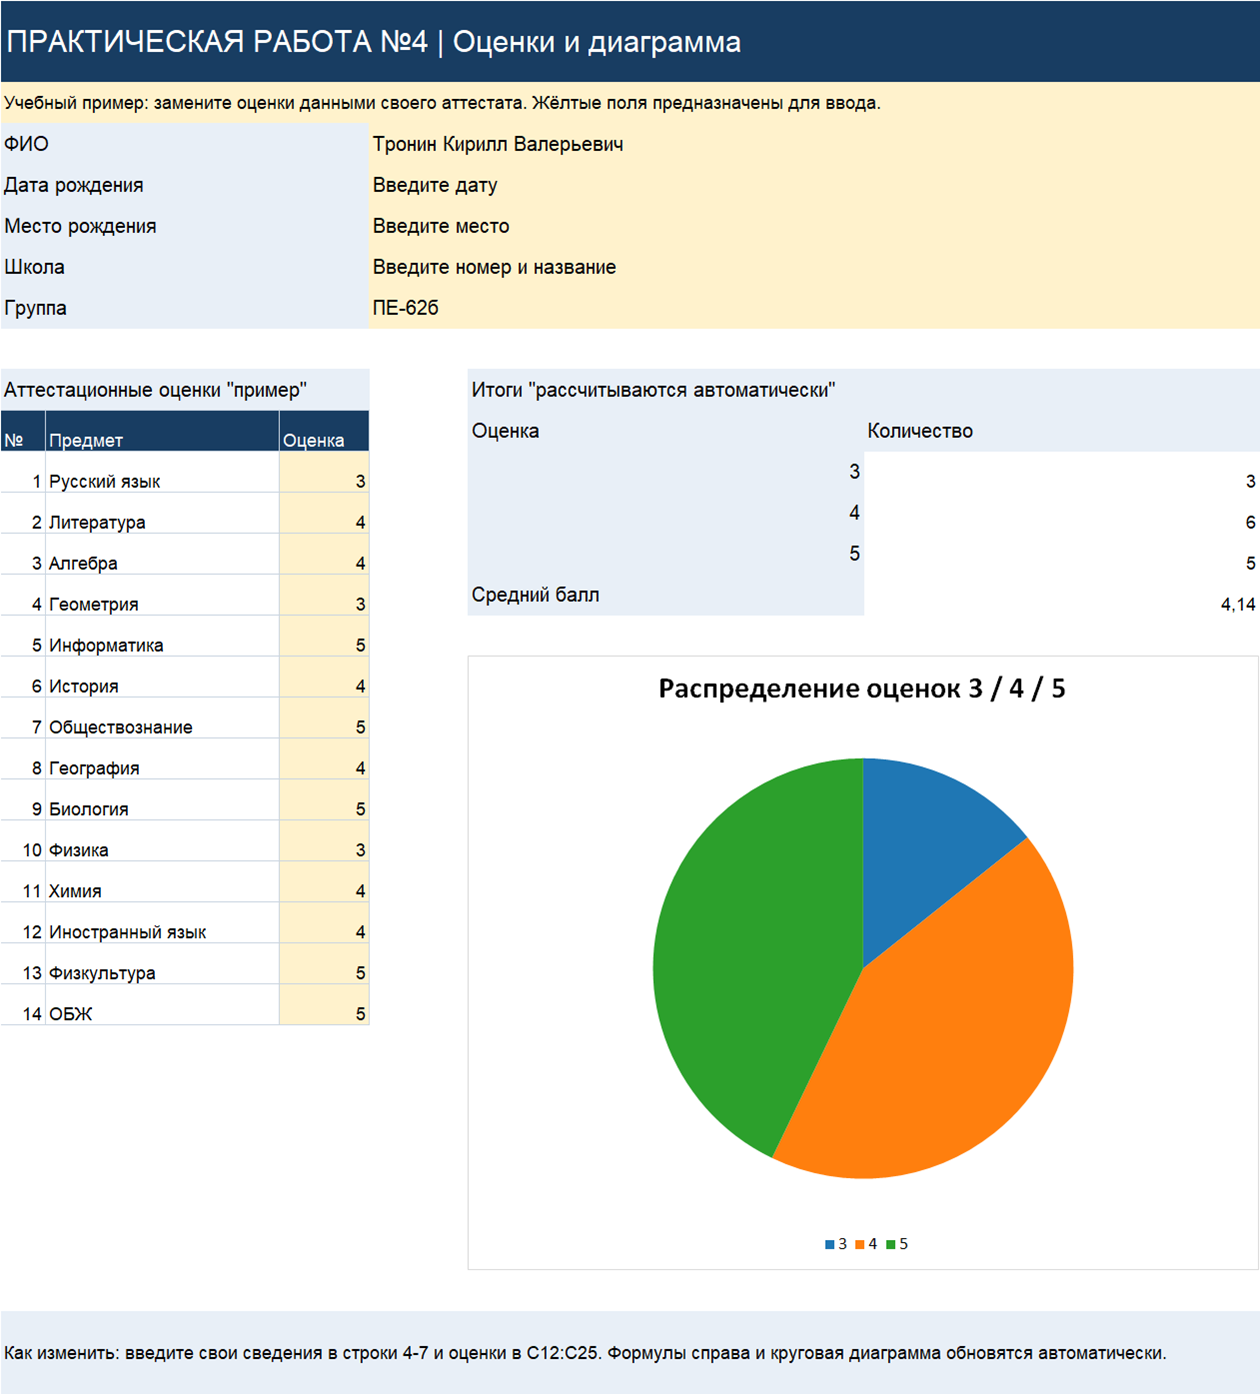 ПРАКТИЧЕСКАЯ РАБОТА №4 | Оценки и диаграмма
Учебный пример: замените оценки данными своего аттестата. Жёлтые поля предназначены для ввода.
ФИО Тронин Кирилл Валерьевич
Дата рождения Введите дату
Место рождения Введите место
Школа Введите номер и название
Группа ПЕ-62б
Аттестационные оценки "пример"
№ Предмет Оценка
1 Русский язык 3
2 Литература 4
3 Алгебра 4
4 Геометрия 3
5 Информатика 5
6 История 4
7 Обществознание 5
8 География 4
9 Биология 5
10 Физика 3
11 Химия 4
12 Иностранный язык 4
13 Физкультура 5
14 ОБЖ 5
Итоги "рассчитываются автоматически"
Оценка Количество
3 3
4 6
5 5
Средний балл 4,14
Распределение оценок 3 / 4 / 5
3 4 5
Как изменить: введите свои сведения в строки 4-7 и оценки в C12:C25. Формулы справа и круговая диаграмма обновятся автоматически.